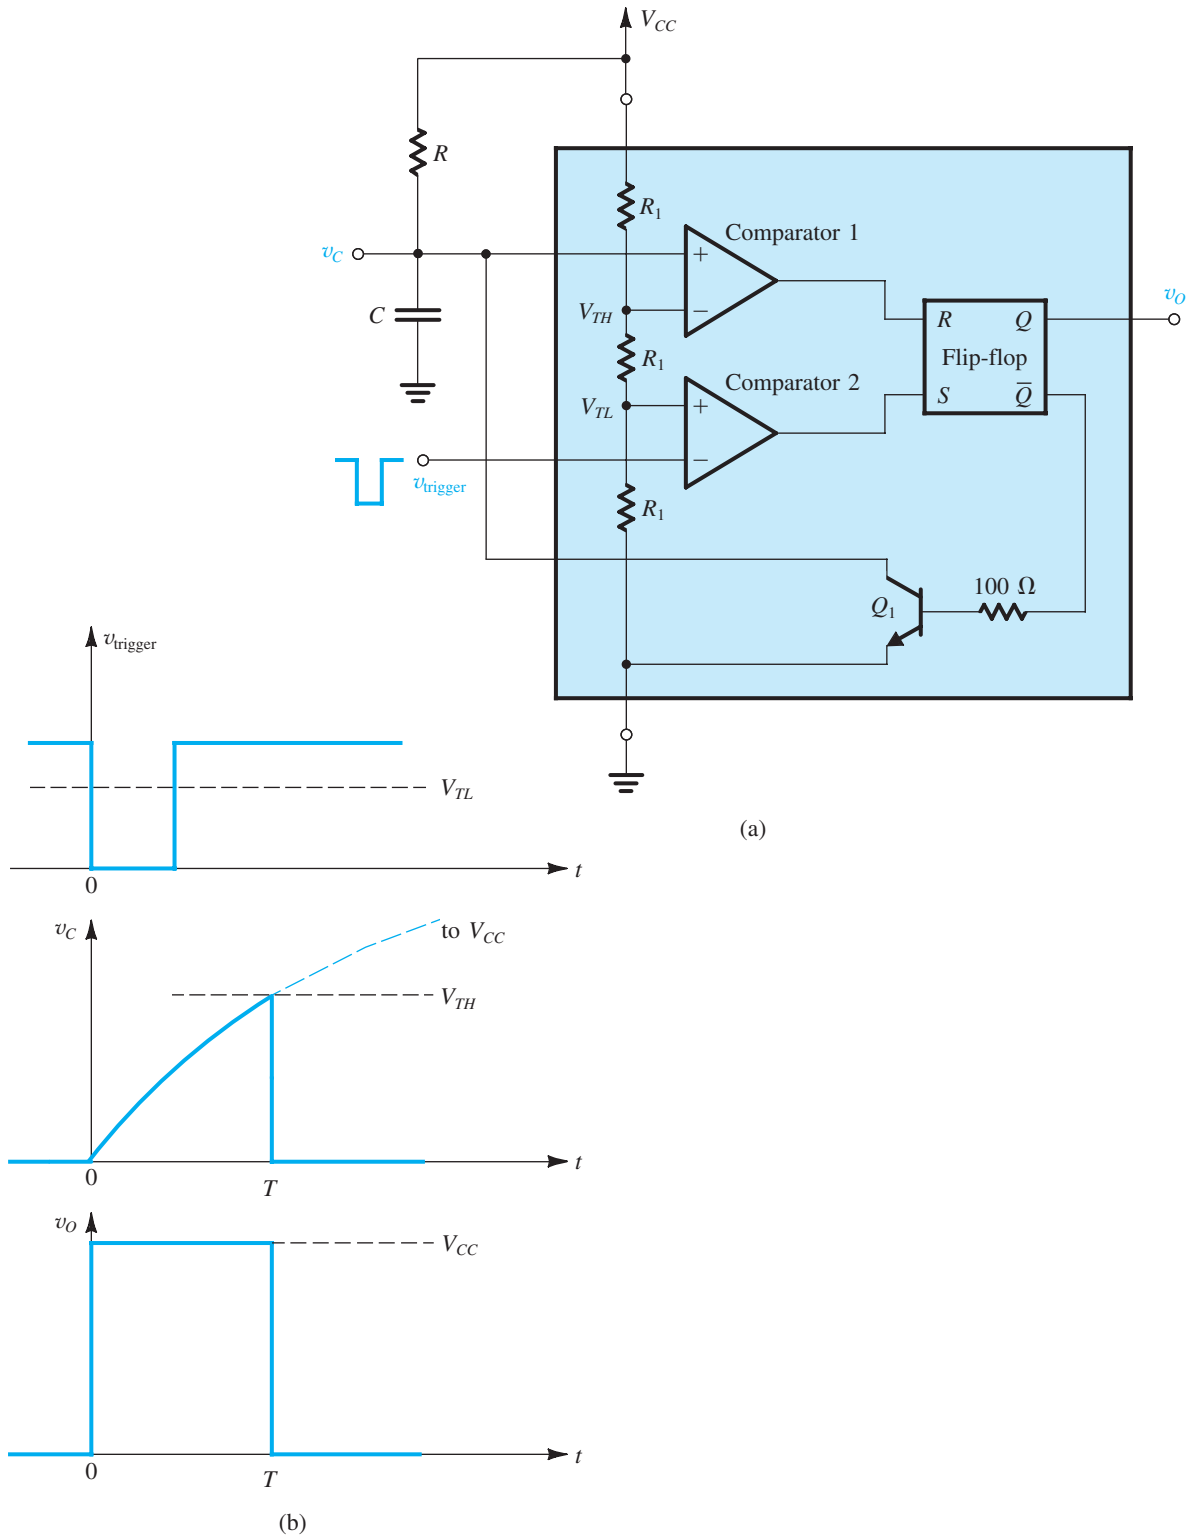 V_CC
R
R_1
Comparator 1
v_C
+
−
v_O
C
V_TH
R Q
R_1
Flip-flop
Comparator 2
V_TL
+
S Q̅
−
v_trigger
R_1
100 Ω
Q_1
(a)
v_trigger
V_TL
0
t
v_C
to V_CC
V_TH
0
T
t
v_O
V_CC
0
T
t
(b)